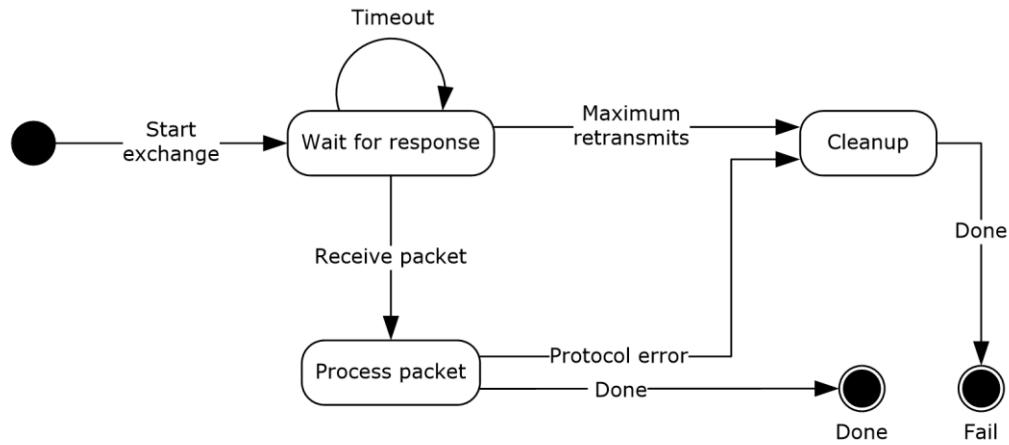 Timeout
Start
exchange
Wait for response
Maximum
retransmits
Cleanup
Receive packet
Done
Process packet
Protocol error
Done
Done
Fail